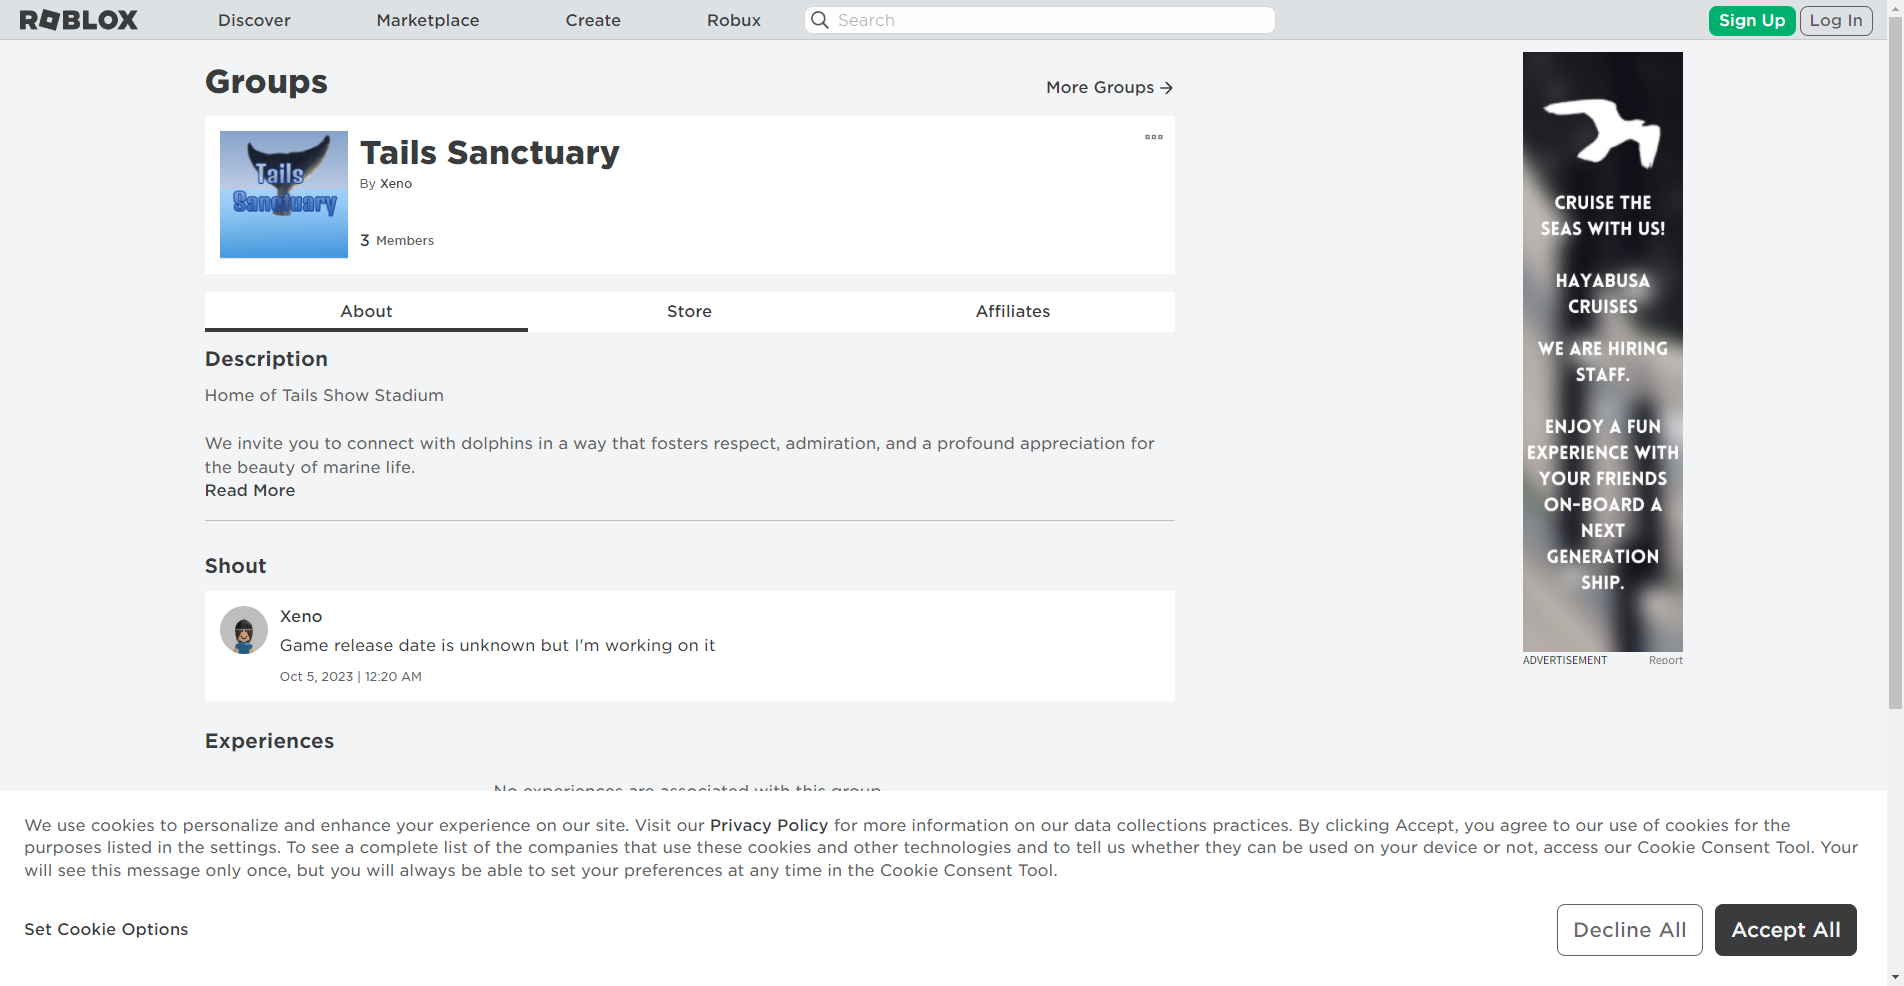 ROBLOX
Discover
Marketplace
Create
Robux
Search
Sign Up
Log In
Groups
More Groups
Tails
Sanctuary
Tails Sanctuary
By Xeno
3 Members
About
Store
Affiliates
Description
Home of Tails Show Stadium
We invite you to connect with dolphins in a way that fosters respect, admiration, and a profound appreciation for
the beauty of marine life.
Read More
Shout
Xeno
Game release date is unknown but I'm working on it
Oct 5, 2023 | 12:20 AM
Experiences
No experiences are associated with this group
CRUISE THE
SEAS WITH US!
HAYABUSA
CRUISES
WE ARE HIRING
STAFF.
ENJOY A FUN
EXPERIENCE WITH
YOUR FRIENDS
ON-BOARD A
NEXT
GENERATION
SHIP.
ADVERTISEMENT
Report
We use cookies to personalize and enhance your experience on our site. Visit our Privacy Policy for more information on our data collections practices. By clicking Accept, you agree to our use of cookies for the
purposes listed in the settings. To see a complete list of the companies that use these cookies and other technologies and to tell us whether they can be used on your device or not, access our Cookie Consent Tool. Your
will see this message only once, but you will always be able to set your preferences at any time in the Cookie Consent Tool.
Set Cookie Options
Decline All
Accept All